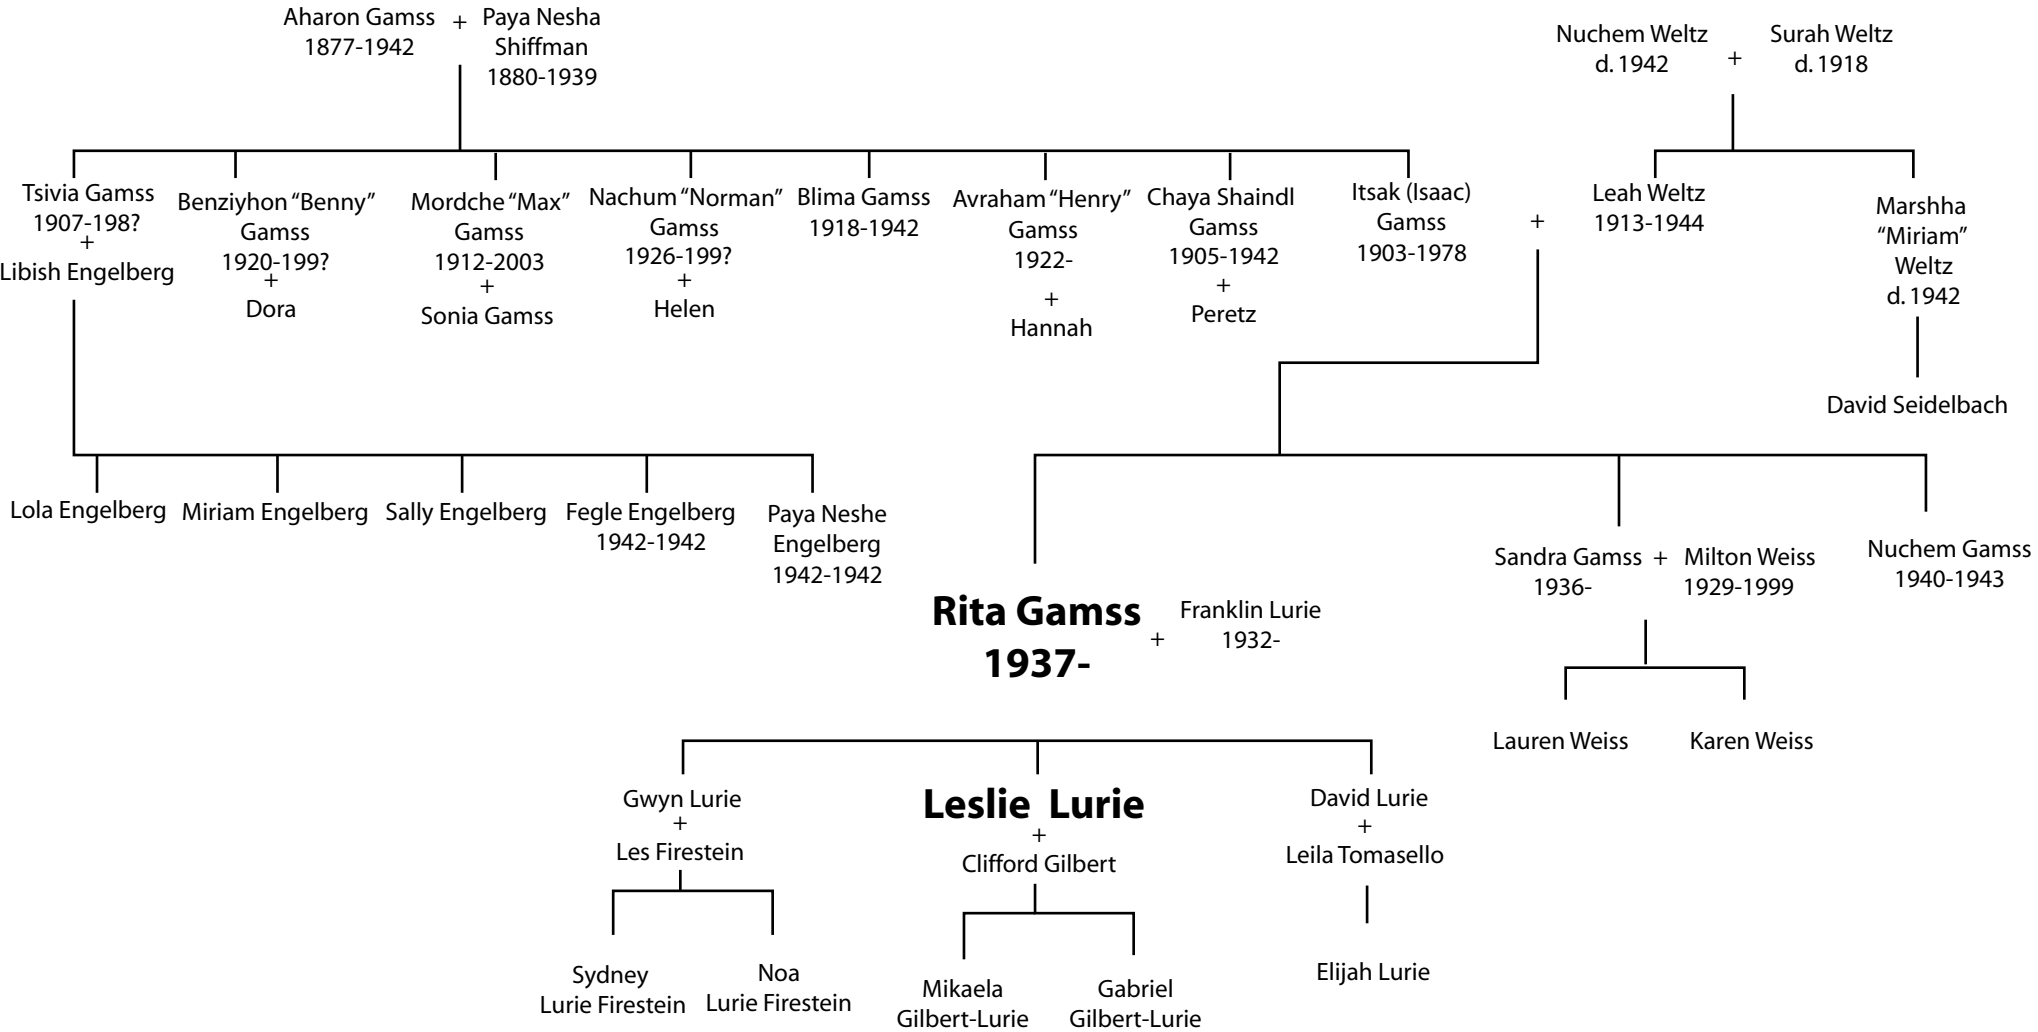 Aharon Gamss + Paya Nesha
1877-1942 Shiffman
1880-1939
Nuchem Weltz
d. 1942
+
Surah Weltz
d. 1918
Tsivia Gamss
1907-198?
+
Libish Engelberg
Benziyhon “Benny”
Gamss
1920-199?
+
Dora
Mordche “Max”
Gamss
1912-2003
+
Sonia Gamss
Nachum “Norman”
Gamss
1926-199?
+
Helen
Blima Gamss
1918-1942
Avraham “Henry”
Gamss
1922-
+
Hannah
Chaya Shaindl
Gamss
1905-1942
+
Peretz
Itsak (Isaac)
Gamss
1903-1978
+
Leah Weltz
1913-1944
Marshha
“Miriam”
Weltz
d. 1942
David Seidelbach
Lola Engelberg
Miriam Engelberg
Sally Engelberg
Fegle Engelberg
1942-1942
Paya Neshe
Engelberg
1942-1942
Rita Gamss
1937-
+
Franklin Lurie
1932-
Sandra Gamss + Milton Weiss
1936- 1929-1999
Nuchem Gamss
1940-1943
Lauren Weiss
Karen Weiss
Gwyn Lurie
+
Les Firestein
Leslie Lurie
+
Clifford Gilbert
David Lurie
+
Leila Tomasello
Sydney
Lurie Firestein
Noa
Lurie Firestein
Mikaela
Gilbert-Lurie
Gabriel
Gilbert-Lurie
Elijah Lurie